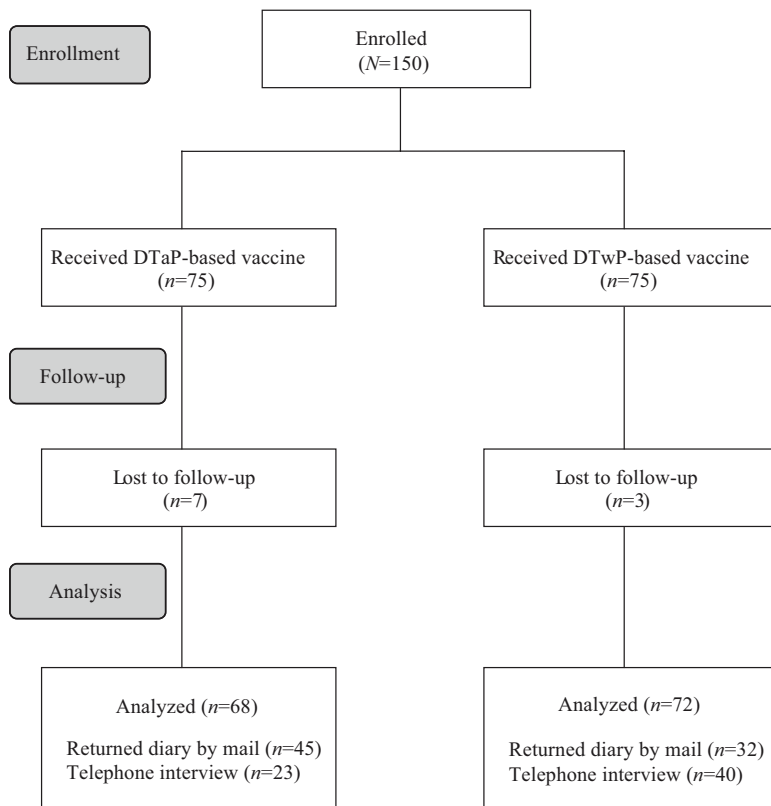 Enrollment
Enrolled
(N=150)
Received DTaP-based vaccine
(n=75)
Received DTwP-based vaccine
(n=75)
Follow-up
Lost to follow-up
(n=7)
Lost to follow-up
(n=3)
Analysis
Analyzed (n=68)
Returned diary by mail (n=45)
Telephone interview (n=23)
Analyzed (n=72)
Returned diary by mail (n=32)
Telephone interview (n=40)